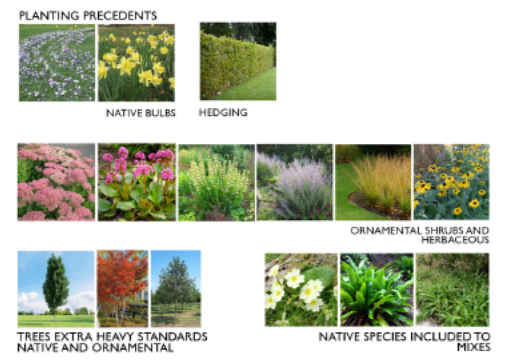 PLANTING PRECEDENTS
NATIVE BULBS
HEDGING
ORNAMENTAL SHRUBS AND
HERBACEOUS
TREES EXTRA HEAVY STANDARDS
NATIVE AND ORNAMENTAL
NATIVE SPECIES INCLUDED TO
MIXES